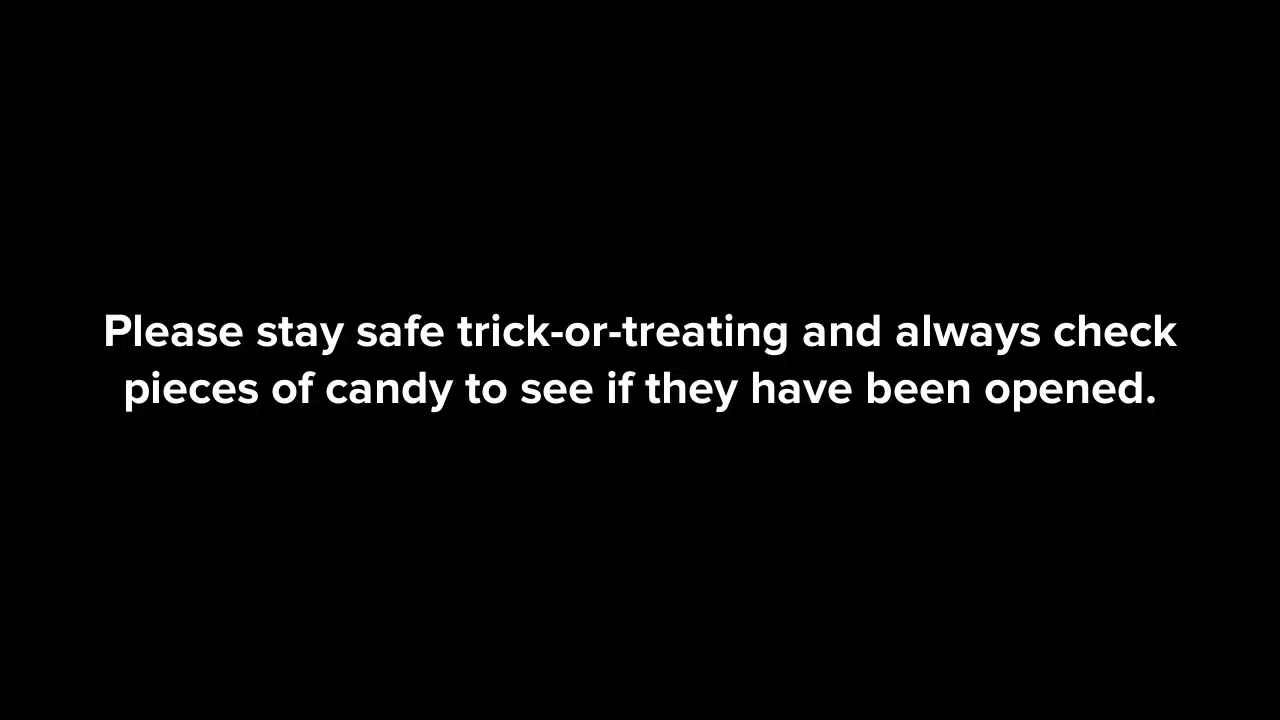 Please stay safe trick-or-treating and always check
pieces of candy to see if they have been opened.